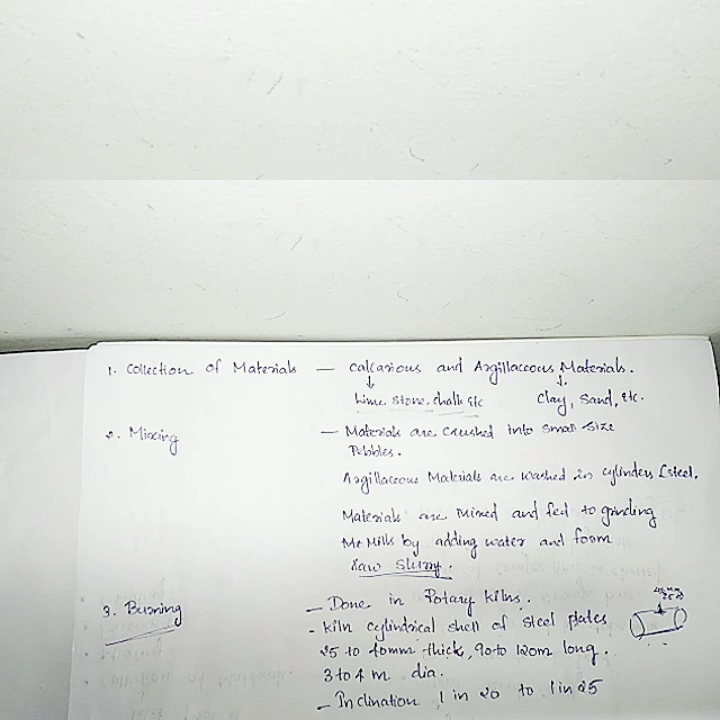 1. Collection of Materials — Calcarious and Argillaceous Materials.
↓ ↓
Lime stone, chalk etc Clay, Sand, etc.
2. Mixing — Materials are crushed into small size
Pebbles.
Argillaceous Materials are washed in cylinders steel.
Materials are mixed and fed to grinding
Mills by adding water and form
raw slurry.
3. Burning — Done in Rotary kilns.
- kiln cylindrical shell of steel plates
25 to 40mm thick, 90 to 120m long.
3 to 4 m dia.
- Inclination 1 in 20 to 1 in 25